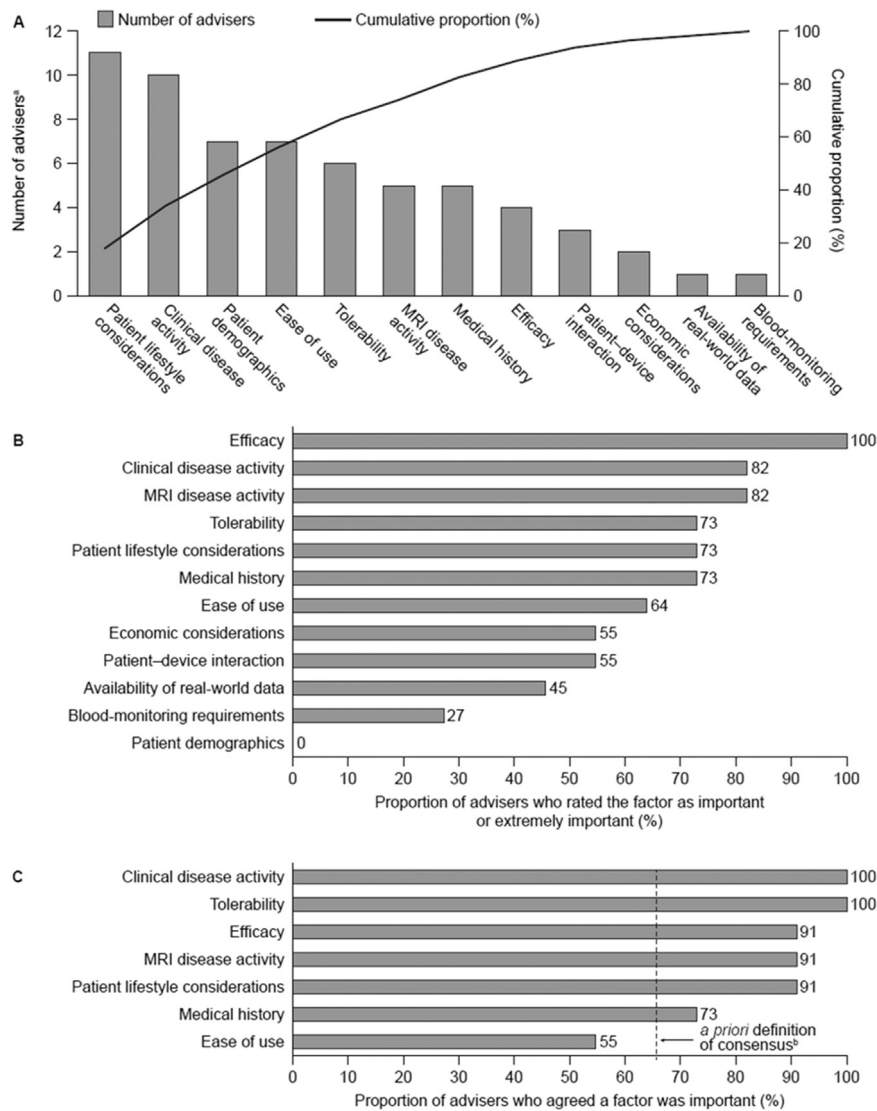 A
Number of advisers
Cumulative proportion (%)
12
10
8
6
4
2
0
Number of advisersᵃ
100
80
60
40
20
0
Cumulative proportion (%)
Patient lifestyle
considerations
Clinical disease
activity
Patient
demographics
Ease of use
Tolerability
MRI disease
activity
Medical history
Efficacy
Patient–device
interaction
Economic
considerations
Availability of
real-world data
Blood-monitoring
requirements
B
Efficacy 100
Clinical disease activity 82
MRI disease activity 82
Tolerability 73
Patient lifestyle considerations 73
Medical history 73
Ease of use 64
Economic considerations 55
Patient–device interaction 55
Availability of real-world data 45
Blood-monitoring requirements 27
Patient demographics 0
0 10 20 30 40 50 60 70 80 90 100
Proportion of advisers who rated the factor as important
or extremely important (%)
C
Clinical disease activity 100
Tolerability 100
Efficacy 91
MRI disease activity 91
Patient lifestyle considerations 91
Medical history 73
Ease of use 55
a priori definition
of consensusᵇ
0 10 20 30 40 50 60 70 80 90 100
Proportion of advisers who agreed a factor was important (%)